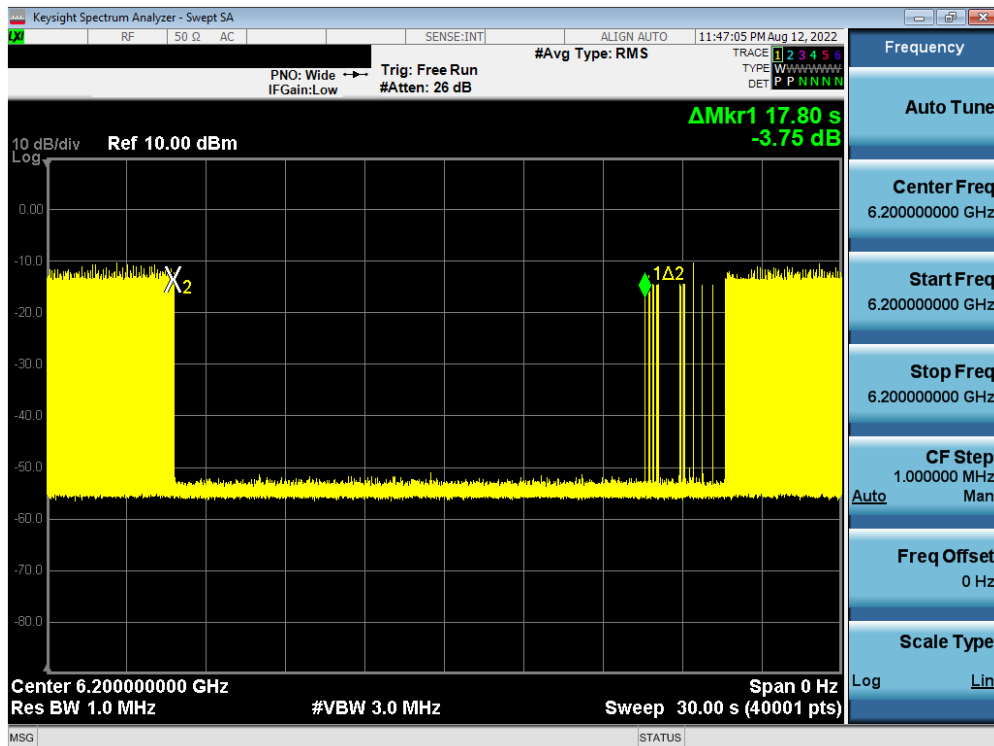 Keysight Spectrum Analyzer - Swept SA
LXI RF 50 Ω AC SENSE:INT ALIGN AUTO 11:47:05 PM Aug 12, 2022
#Avg Type: RMS
TRACE 1 2 3 4 5 6
TYPE WWWWWWW
DET P P N N N N
PNO: Wide Trig: Free Run
IFGain:Low #Atten: 26 dB
ΔMkr1 17.80 s
-3.75 dB
10 dB/div Ref 10.00 dBm
Log
0.00
-10.0
-20.0
-30.0
-40.0
-50.0
-60.0
-70.0
-80.0
X2
1Δ2
Center 6.200000000 GHz Span 0 Hz
Res BW 1.0 MHz #VBW 3.0 MHz Sweep 30.00 s (40001 pts)
MSG STATUS
Frequency
Auto Tune
Center Freq
6.200000000 GHz
Start Freq
6.200000000 GHz
Stop Freq
6.200000000 GHz
CF Step
1.000000 MHz
Auto Man
Freq Offset
0 Hz
Scale Type
Log Lin